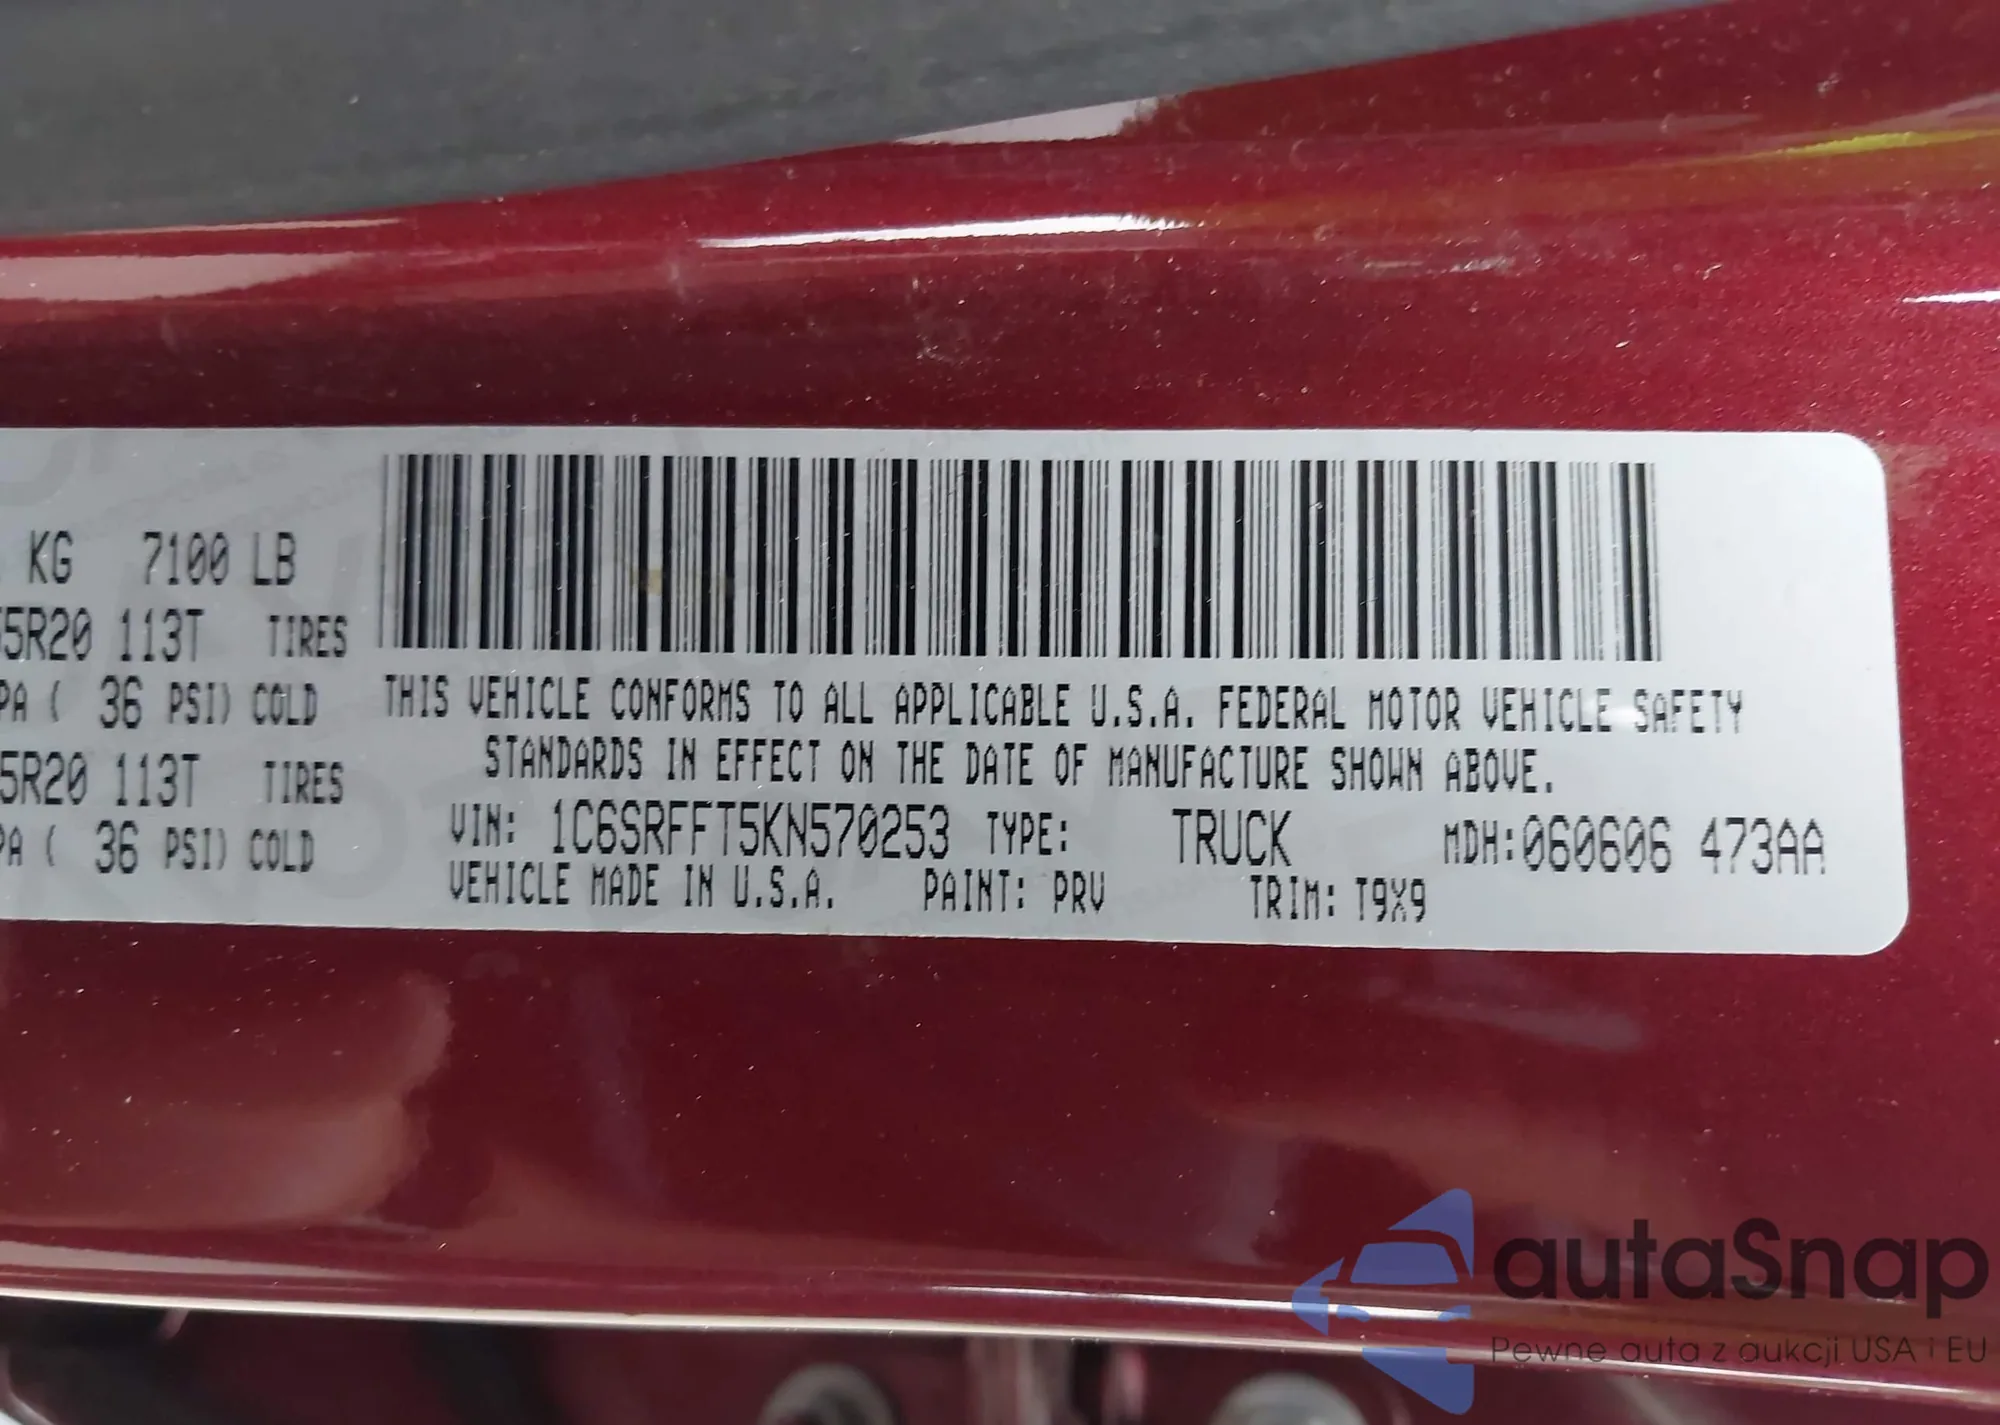 KG 7100 LB
5R20 113T TIRES
PA ( 36 PSI) COLD
5R20 113T TIRES
PA ( 36 PSI) COLD
THIS VEHICLE CONFORMS TO ALL APPLICABLE U.S.A. FEDERAL MOTOR VEHICLE SAFETY
STANDARDS IN EFFECT ON THE DATE OF MANUFACTURE SHOWN ABOVE.
VIN: 1C6SRFFT5KN570253 TYPE: TRUCK MDH:060606 473AA
VEHICLE MADE IN U.S.A. PAINT: PRV TRIM: T9X9
autaSnap
Pewne auta z aukcji USA i EU